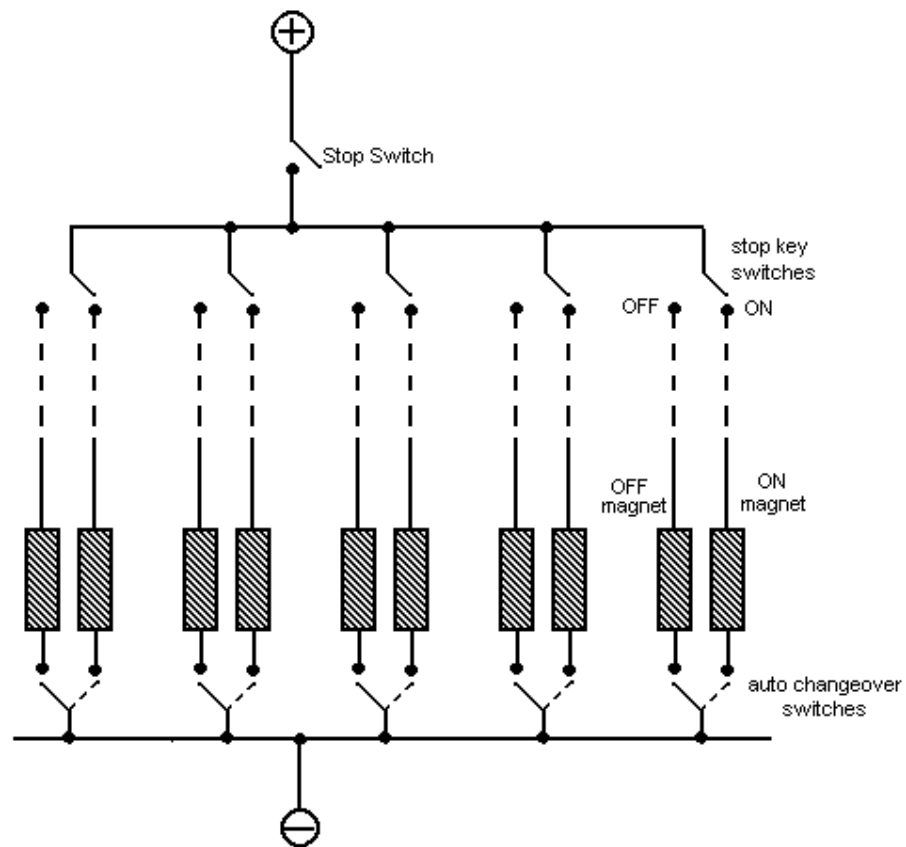 Stop Switch
stop key
switches
OFF
ON
OFF
magnet
ON
magnet
auto changeover
switches